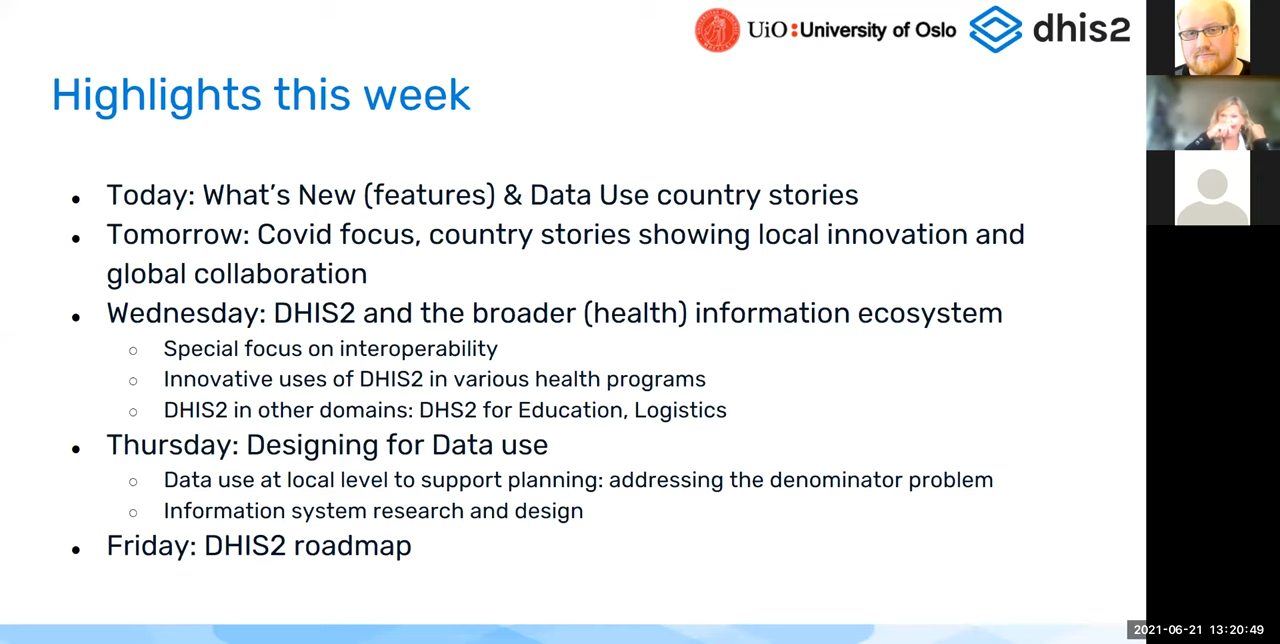 UiO:University of Oslo
dhis2
Highlights this week
• Today: What's New (features) & Data Use country stories
• Tomorrow: Covid focus, country stories showing local innovation and
global collaboration
• Wednesday: DHIS2 and the broader (health) information ecosystem
○ Special focus on interoperability
○ Innovative uses of DHIS2 in various health programs
○ DHIS2 in other domains: DHS2 for Education, Logistics
• Thursday: Designing for Data use
○ Data use at local level to support planning: addressing the denominator problem
○ Information system research and design
• Friday: DHIS2 roadmap
2021-06-21 13:20:49